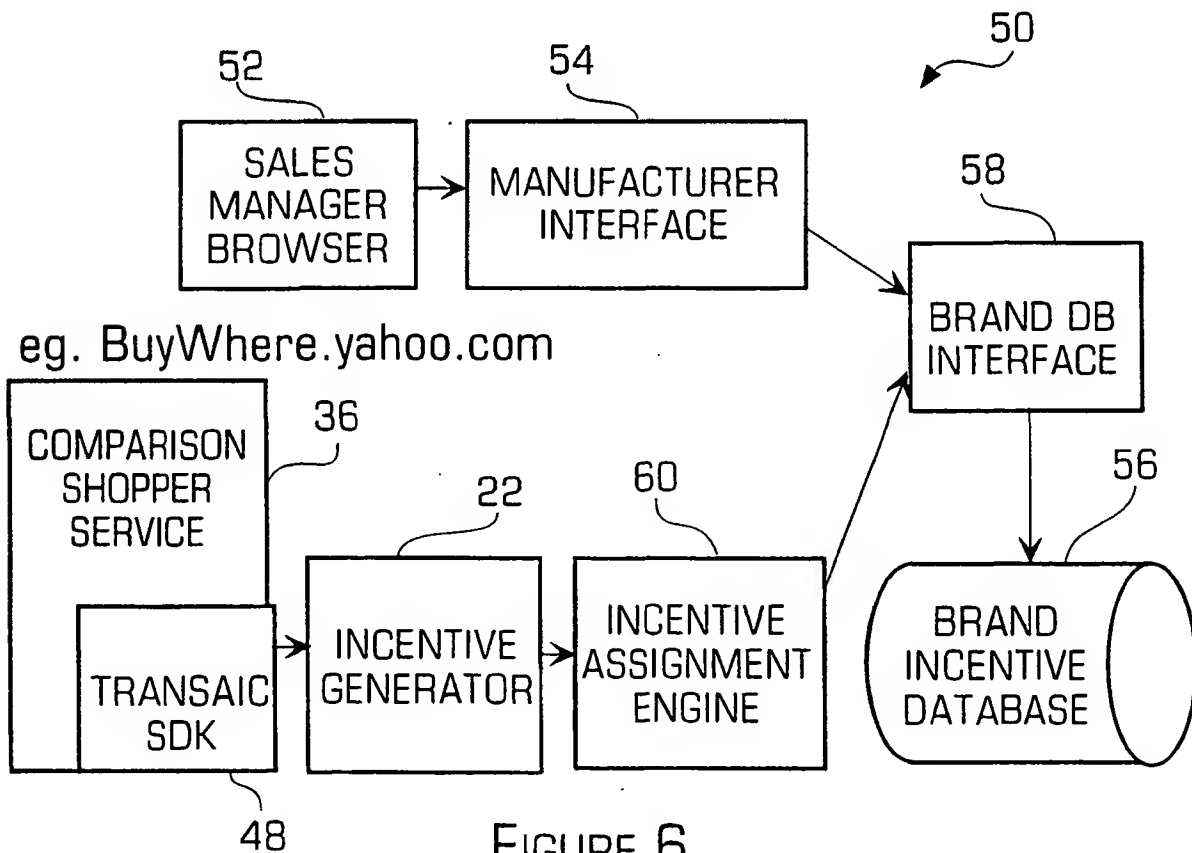 50
52
54
SALES
MANAGER
BROWSER
MANUFACTURER
INTERFACE
58
BRAND DB
INTERFACE
eg. BuyWhere.yahoo.com
COMPARISON
SHOPPER
SERVICE
36
22
60
56
TRANSAIC
SDK
INCENTIVE
GENERATOR
INCENTIVE
ASSIGNMENT
ENGINE
BRAND
INCENTIVE
DATABASE
48
FIGURE 6